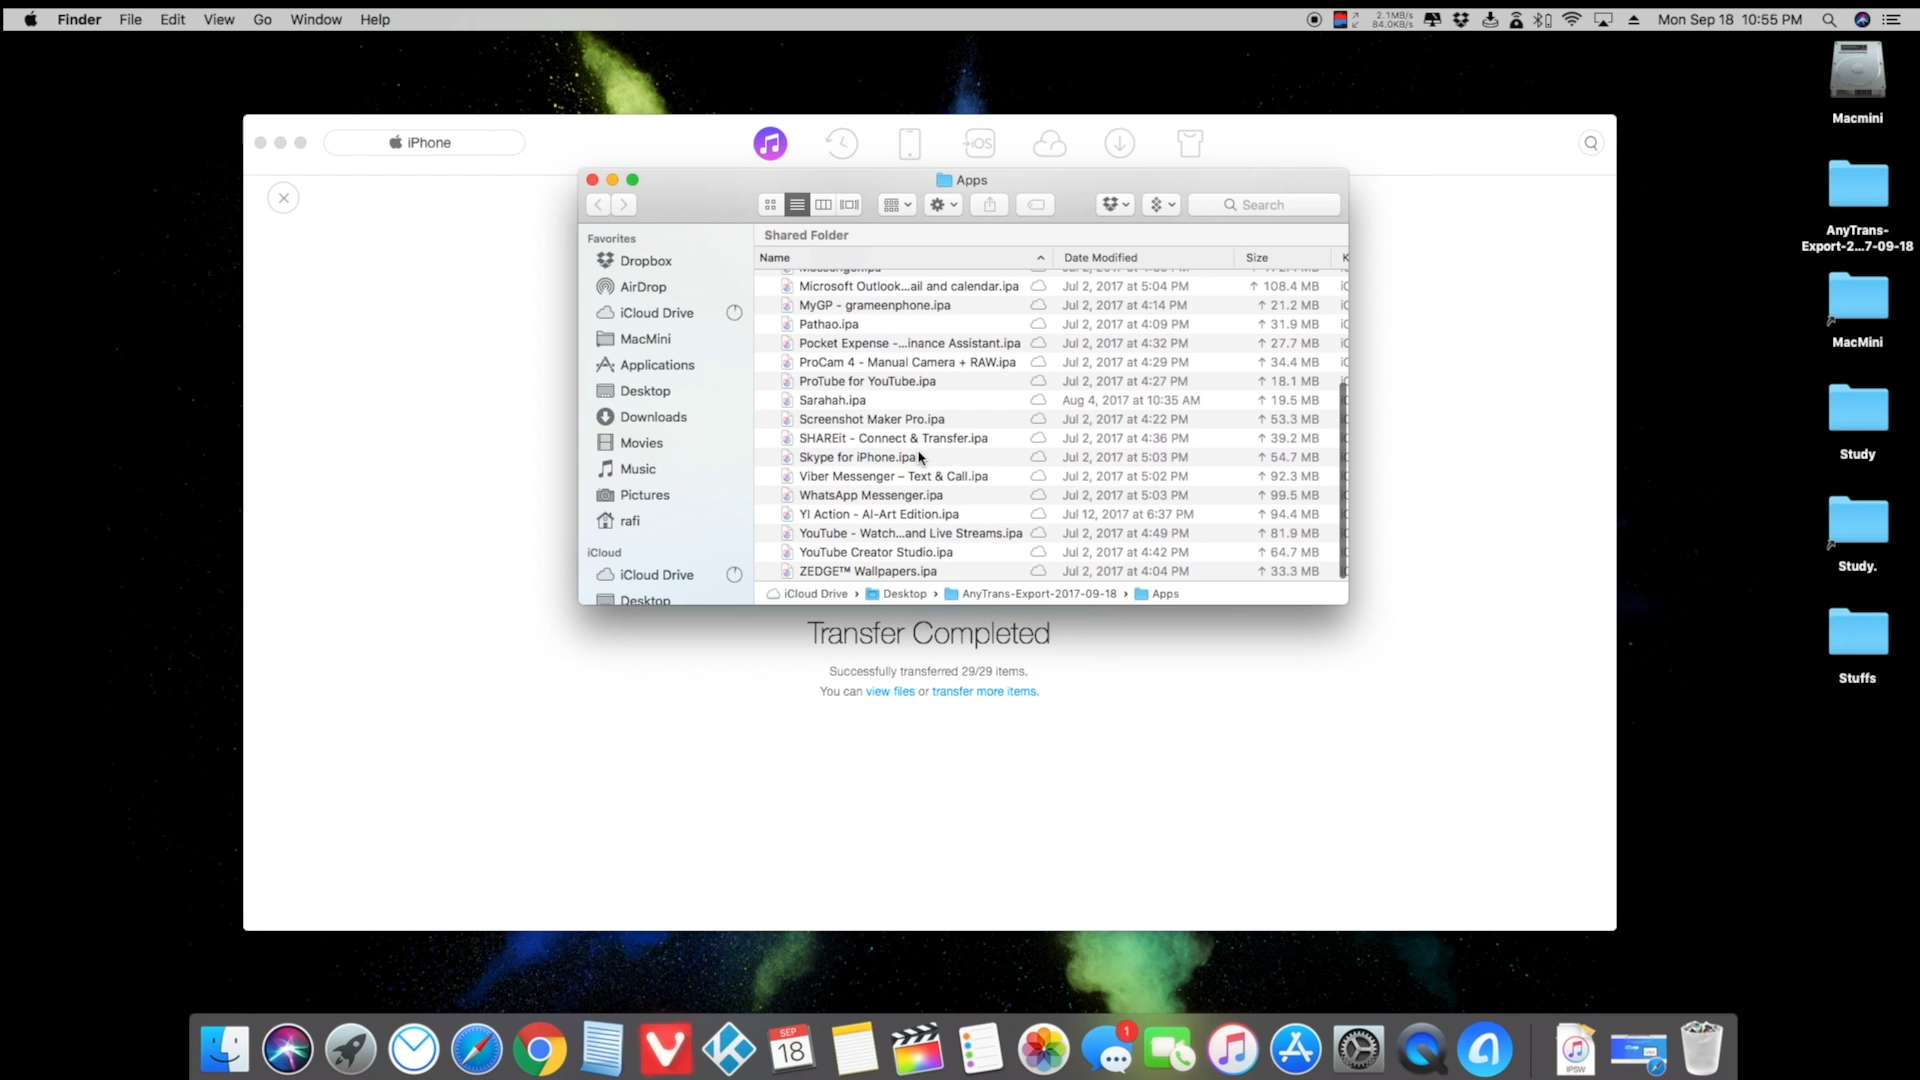 Finder File Edit View Go Window Help
2.1MB/s
84.0KB/s
Mon Sep 18 10:55 PM
Macmini
AnyTrans-
Export-2...7-09-18
MacMini
Study
Study.
Stuffs
iPhone
iOS
Apps
Search
Favorites
Dropbox
AirDrop
iCloud Drive
MacMini
Applications
Desktop
Downloads
Movies
Music
Pictures
rafi
iCloud
iCloud Drive
Desktop
Shared Folder
Name Date Modified Size
Microsoft Outlook...ail and calendar.ipa Jul 2, 2017 at 5:04 PM 108.4 MB
MyGP - grameenphone.ipa Jul 2, 2017 at 4:14 PM 21.2 MB
Pathao.ipa Jul 2, 2017 at 4:09 PM 31.9 MB
Pocket Expense -...inance Assistant.ipa Jul 2, 2017 at 4:32 PM 27.7 MB
ProCam 4 - Manual Camera + RAW.ipa Jul 2, 2017 at 4:29 PM 34.4 MB
ProTube for YouTube.ipa Jul 2, 2017 at 4:27 PM 18.1 MB
Sarahah.ipa Aug 4, 2017 at 10:35 AM 19.5 MB
Screenshot Maker Pro.ipa Jul 2, 2017 at 4:22 PM 53.3 MB
SHAREit - Connect & Transfer.ipa Jul 2, 2017 at 4:36 PM 39.2 MB
Skype for iPhone.ipa Jul 2, 2017 at 5:03 PM 54.7 MB
Viber Messenger – Text & Call.ipa Jul 2, 2017 at 5:02 PM 92.3 MB
WhatsApp Messenger.ipa Jul 2, 2017 at 5:03 PM 99.5 MB
YI Action - AI-Art Edition.ipa Jul 12, 2017 at 6:37 PM 94.4 MB
YouTube - Watch...and Live Streams.ipa Jul 2, 2017 at 4:49 PM 81.9 MB
YouTube Creator Studio.ipa Jul 2, 2017 at 4:42 PM 64.7 MB
ZEDGE™ Wallpapers.ipa Jul 2, 2017 at 4:04 PM 33.3 MB
iCloud Drive › Desktop › AnyTrans-Export-2017-09-18 › Apps
Transfer Completed
Successfully transferred 29/29 items.
You can view files or transfer more items.
SEP
18
1
IPSW